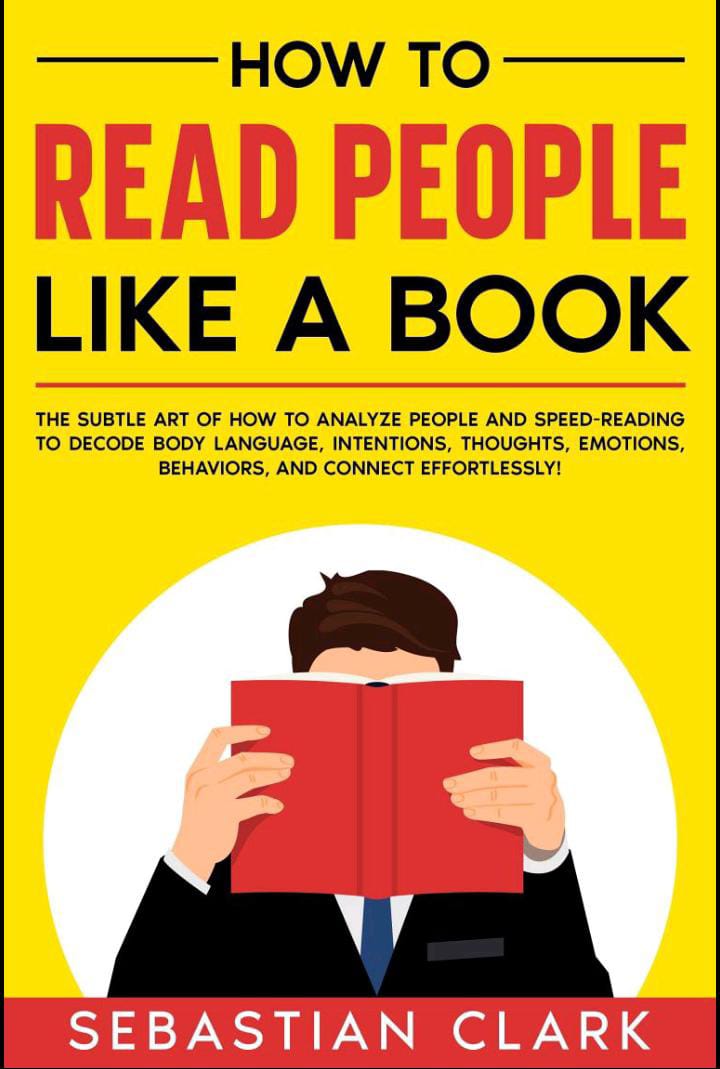 HOW TO
READ PEOPLE
LIKE A BOOK
THE SUBTLE ART OF HOW TO ANALYZE PEOPLE AND SPEED-READING
TO DECODE BODY LANGUAGE, INTENTIONS, THOUGHTS, EMOTIONS,
BEHAVIORS, AND CONNECT EFFORTLESSLY!
SEBASTIAN CLARK